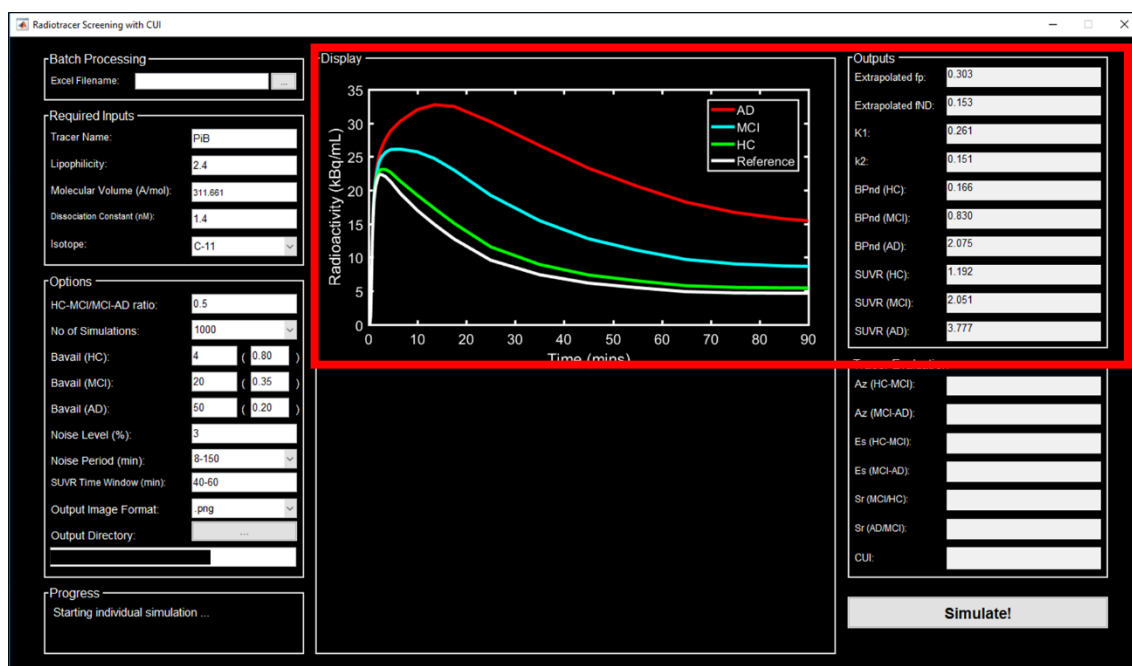 Radiotracer Screening with CUI
Batch Processing
Excel Filename:
...
Required Inputs
Tracer Name: PiB
Lipophilicity: 2.4
Molecular Volume (A/mol): 311.661
Dissociation Constant (nM): 1.4
Isotope: C-11
Options
HC-MCI/MCI-AD ratio: 0.5
No of Simulations: 1000
Bavail (HC): 4 ( 0.80 )
Bavail (MCI): 20 ( 0.35 )
Bavail (AD): 50 ( 0.20 )
Noise Level (%): 3
Noise Period (min): 8-150
SUVR Time Window (min): 40-60
Output Image Format: .png
Output Directory: ...
Progress
Starting individual simulation ...
Display
Radioactivity (kBq/mL)
35
30
25
20
15
10
5
0
0 10 20 30 40 50 60 70 80 90
Time (mins)
AD
MCI
HC
Reference
Outputs
Extrapolated fp: 0.303
Extrapolated fND: 0.153
K1: 0.261
k2: 0.151
BPnd (HC): 0.166
BPnd (MCI): 0.830
BPnd (AD): 2.075
SUVR (HC): 1.192
SUVR (MCI): 2.051
SUVR (AD): 3.777
Tracer Evaluation
Az (HC-MCI):
Az (MCI-AD):
Es (HC-MCI):
Es (MCI-AD):
Sr (MCI/HC):
Sr (AD/MCI):
CUI:
Simulate!